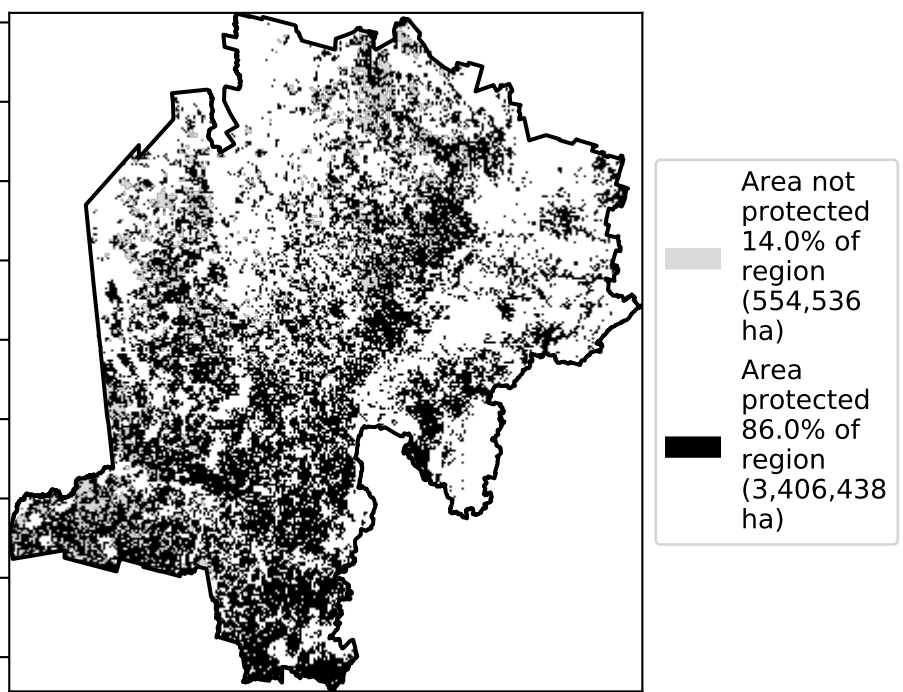 Area not
protected
14.0% of
region
(554,536
ha)
Area
protected
86.0% of
region
(3,406,438
ha)